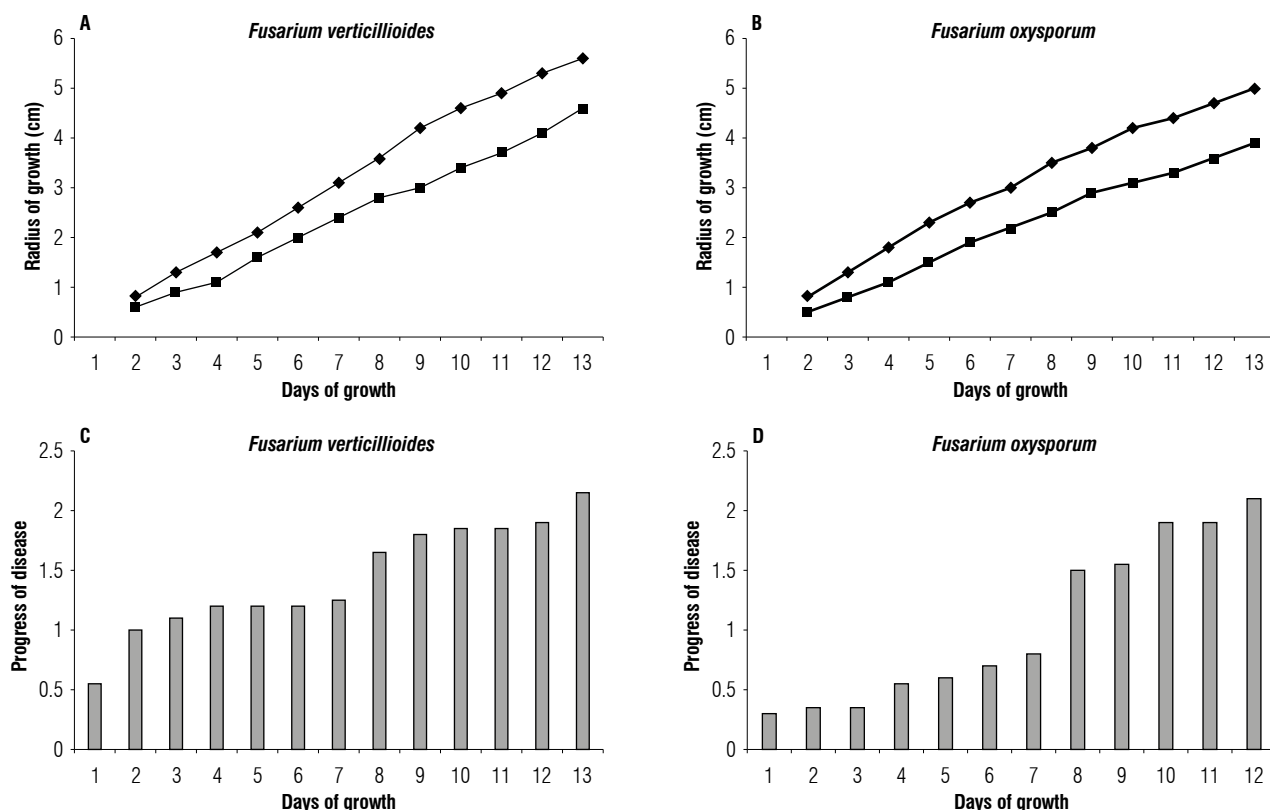 A
Fusarium verticillioides
6
5
4
3
2
1
0
Radius of growth (cm)
1 2 3 4 5 6 7 8 9 10 11 12 13
Days of growth
B
Fusarium oxysporum
6
5
4
3
2
1
0
Radius of growth (cm)
1 2 3 4 5 6 7 8 9 10 11 12 13
Days of growth
C
Fusarium verticillioides
2.5
2
1.5
1
0.5
0
Progress of disease
1 2 3 4 5 6 7 8 9 10 11 12 13
Days of growth
D
Fusarium oxysporum
2.5
2
1.5
1
0.5
0
Progress of disease
1 2 3 4 5 6 7 8 9 10 11 12
Days of growth